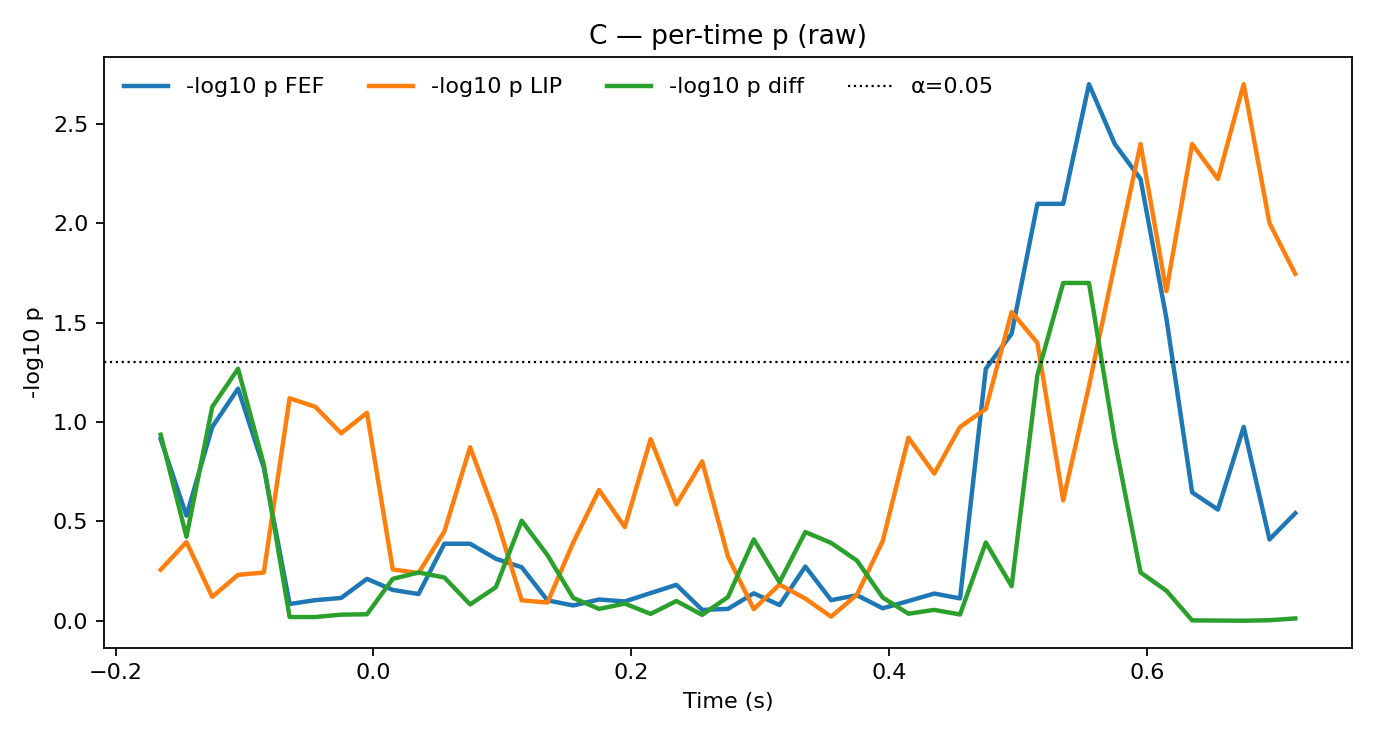 C — per-time p (raw)
-log10 p FEF
-log10 p LIP
-log10 p diff
α=0.05
-log10 p
2.5
2.0
1.5
1.0
0.5
0.0
−0.2
0.0
0.2
0.4
0.6
Time (s)